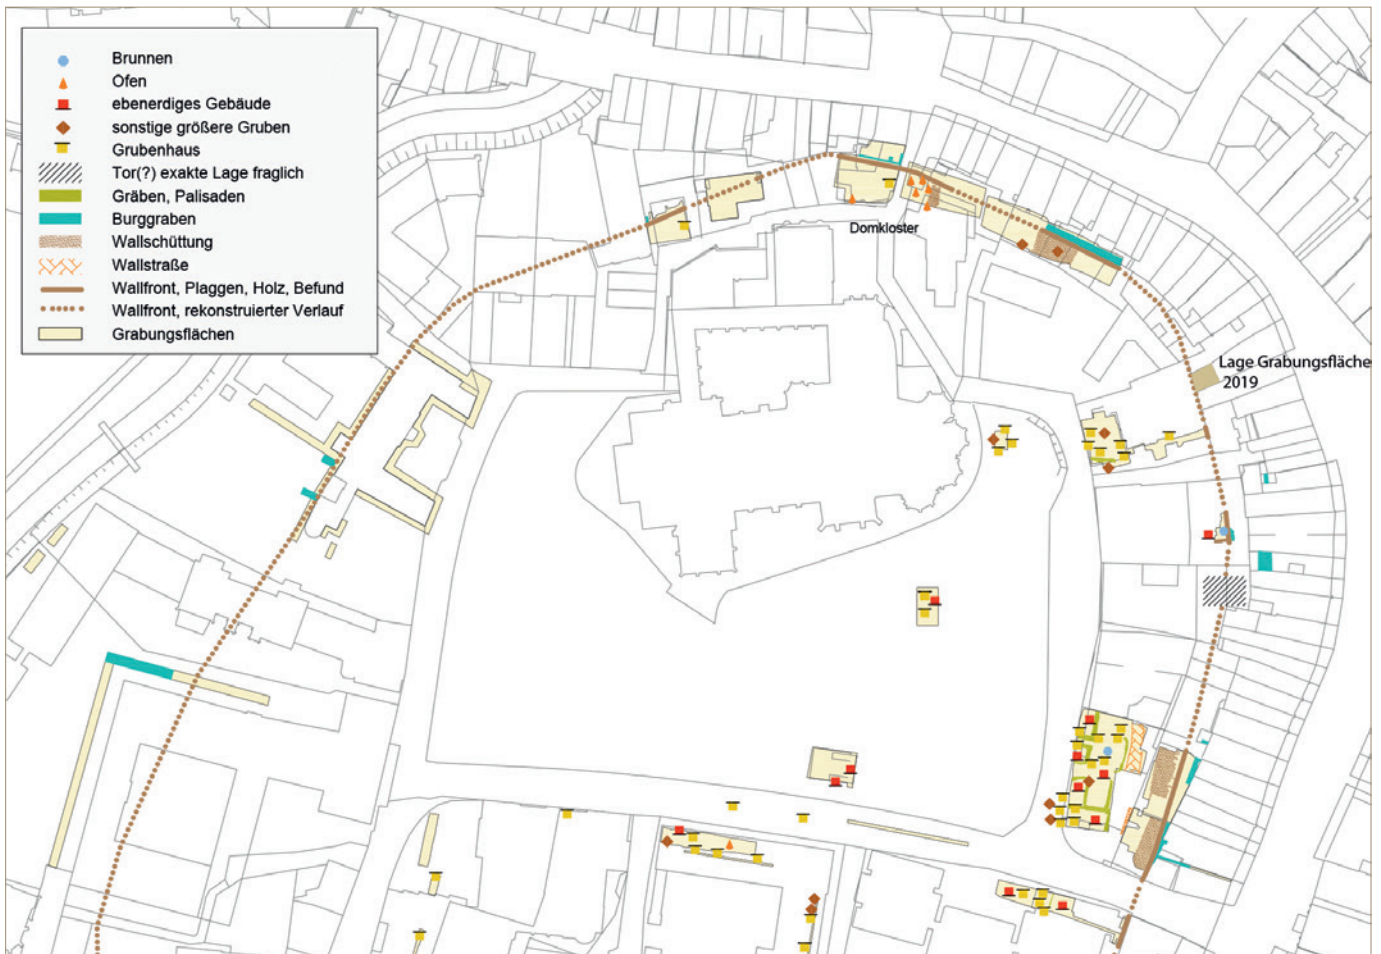 Brunnen
Öfen
ebenerdiges Gebäude
sonstige größere Gruben
Grubenhaus
Tor(?) exakte Lage fraglich
Gräben, Palisaden
Burggraben
Wallschüttung
Wallstraße
Wallfront, Plaggen, Holz, Befund
Wallfront, rekonstruierter Verlauf
Grabungsflächen
Domkloster
Lage Grabungsfläche
2019